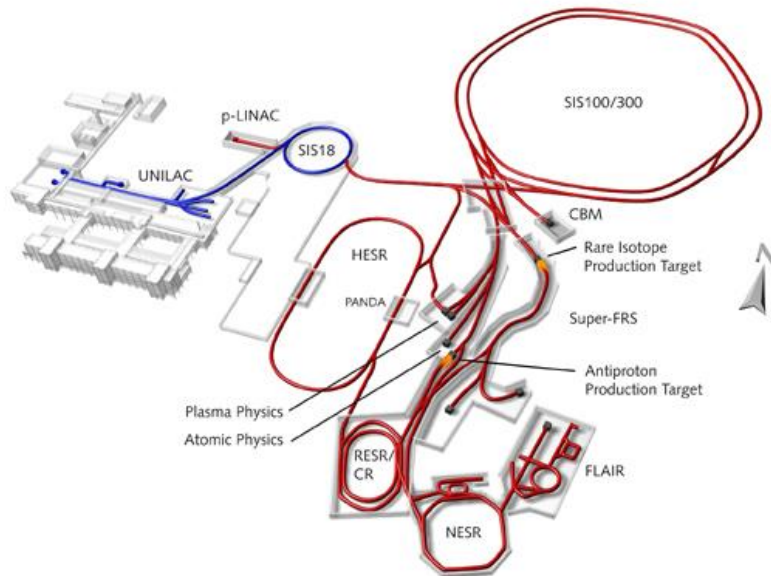 SIS100/300
p-LINAC
SIS18
UNILAC
CBM
Rare Isotope
Production Target
HESR
PANDA
Super-FRS
Antiproton
Production Target
Plasma Physics
Atomic Physics
RESR/
CR
FLAIR
NESR